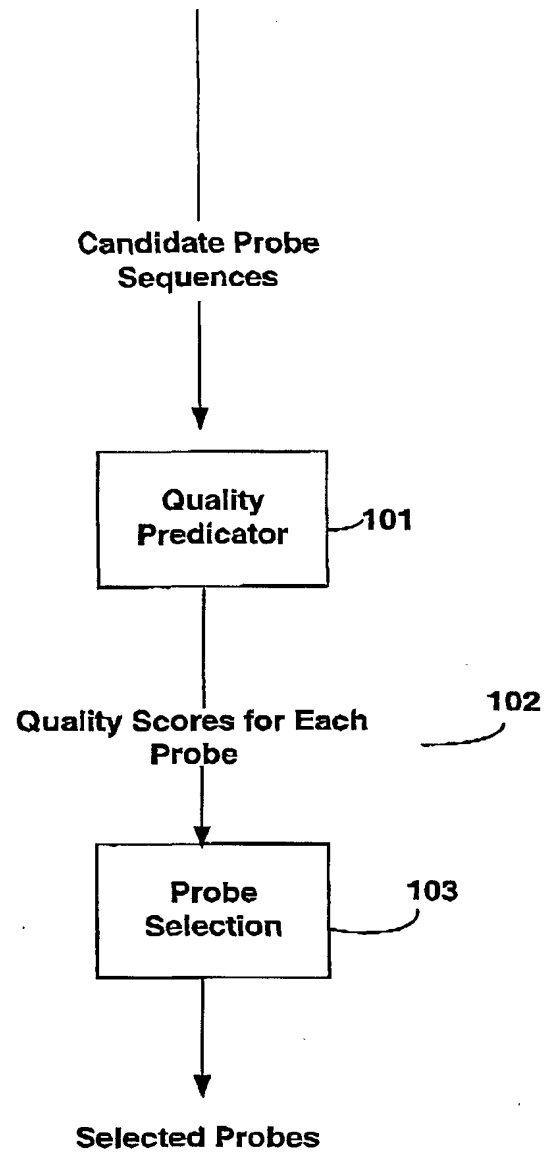 Candidate Probe
Sequences
Quality
Predicator
101
Quality Scores for Each
Probe
102
Probe
Selection
103
Selected Probes